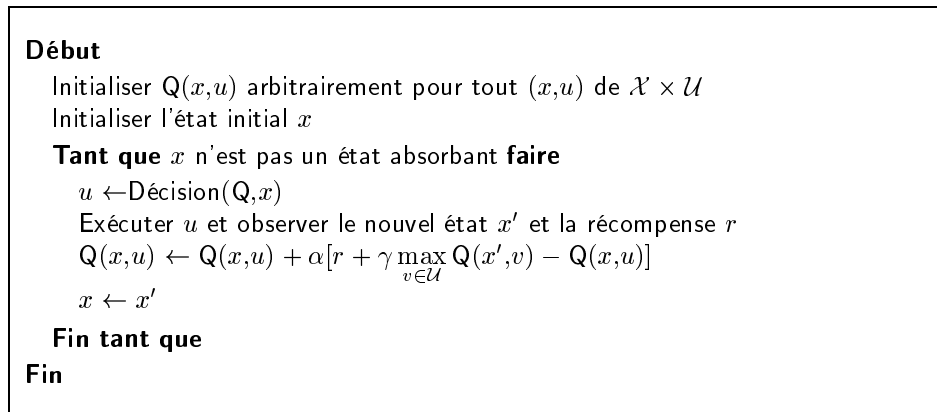 Début
Initialiser Q(x,u) arbitrairement pour tout (x,u) de 𝒳 × 𝒰
Initialiser l'état initial x
Tant que x n'est pas un état absorbant faire
u ←Décision(Q,x)
Exécuter u et observer le nouvel état x′ et la récompense r
Q(x,u) ← Q(x,u) + α[r + γ max_{v∈𝒰} Q(x′,v) − Q(x,u)]
x ← x′
Fin tant que
Fin